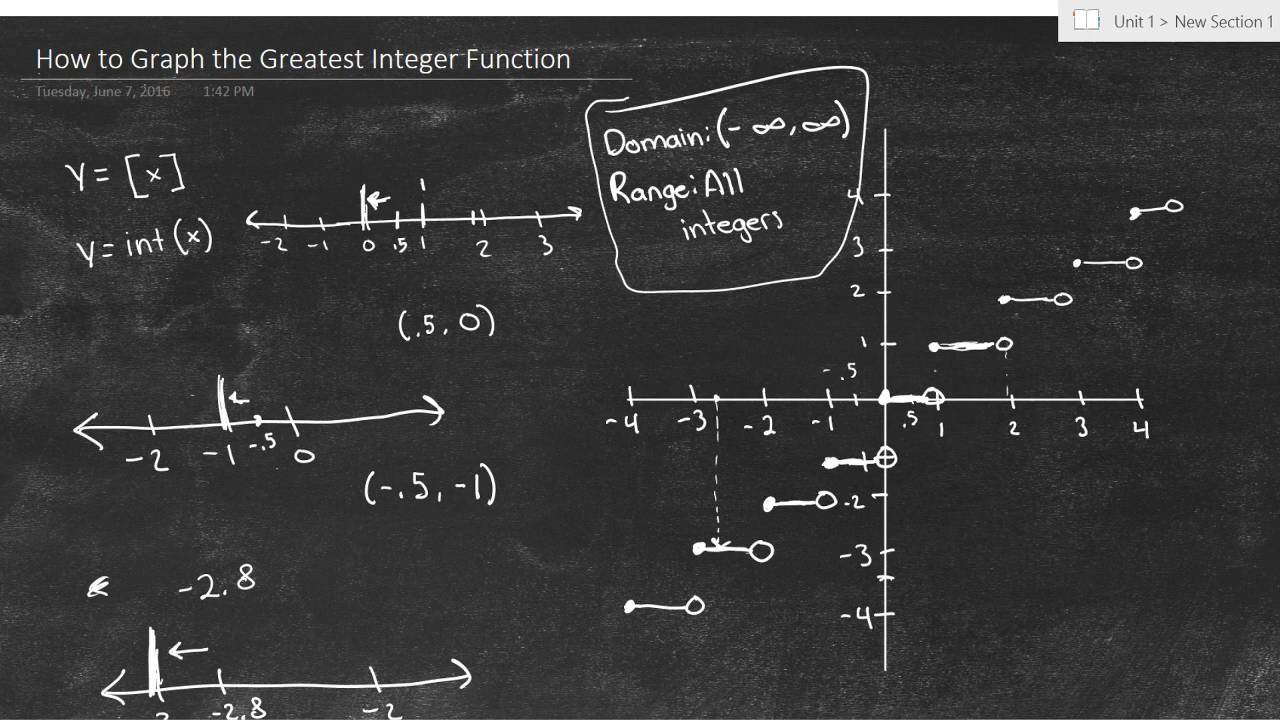 Unit 1 > New Section 1
How to Graph the Greatest Integer Function
Tuesday, June 7, 2016 1:42 PM
Domain: (-∞, ∞)
Range: All
integers
y = [x]
y = int(x)
-2 -1 0 .5 1 2 3
(.5, 0)
-2 -1 -.5 0
(-.5, -1)
-2.8
-2.8 -2
4
3
2
1
-.5
-4 -3 -2 -1 .5 1 2 3 4
-2
-3
-4